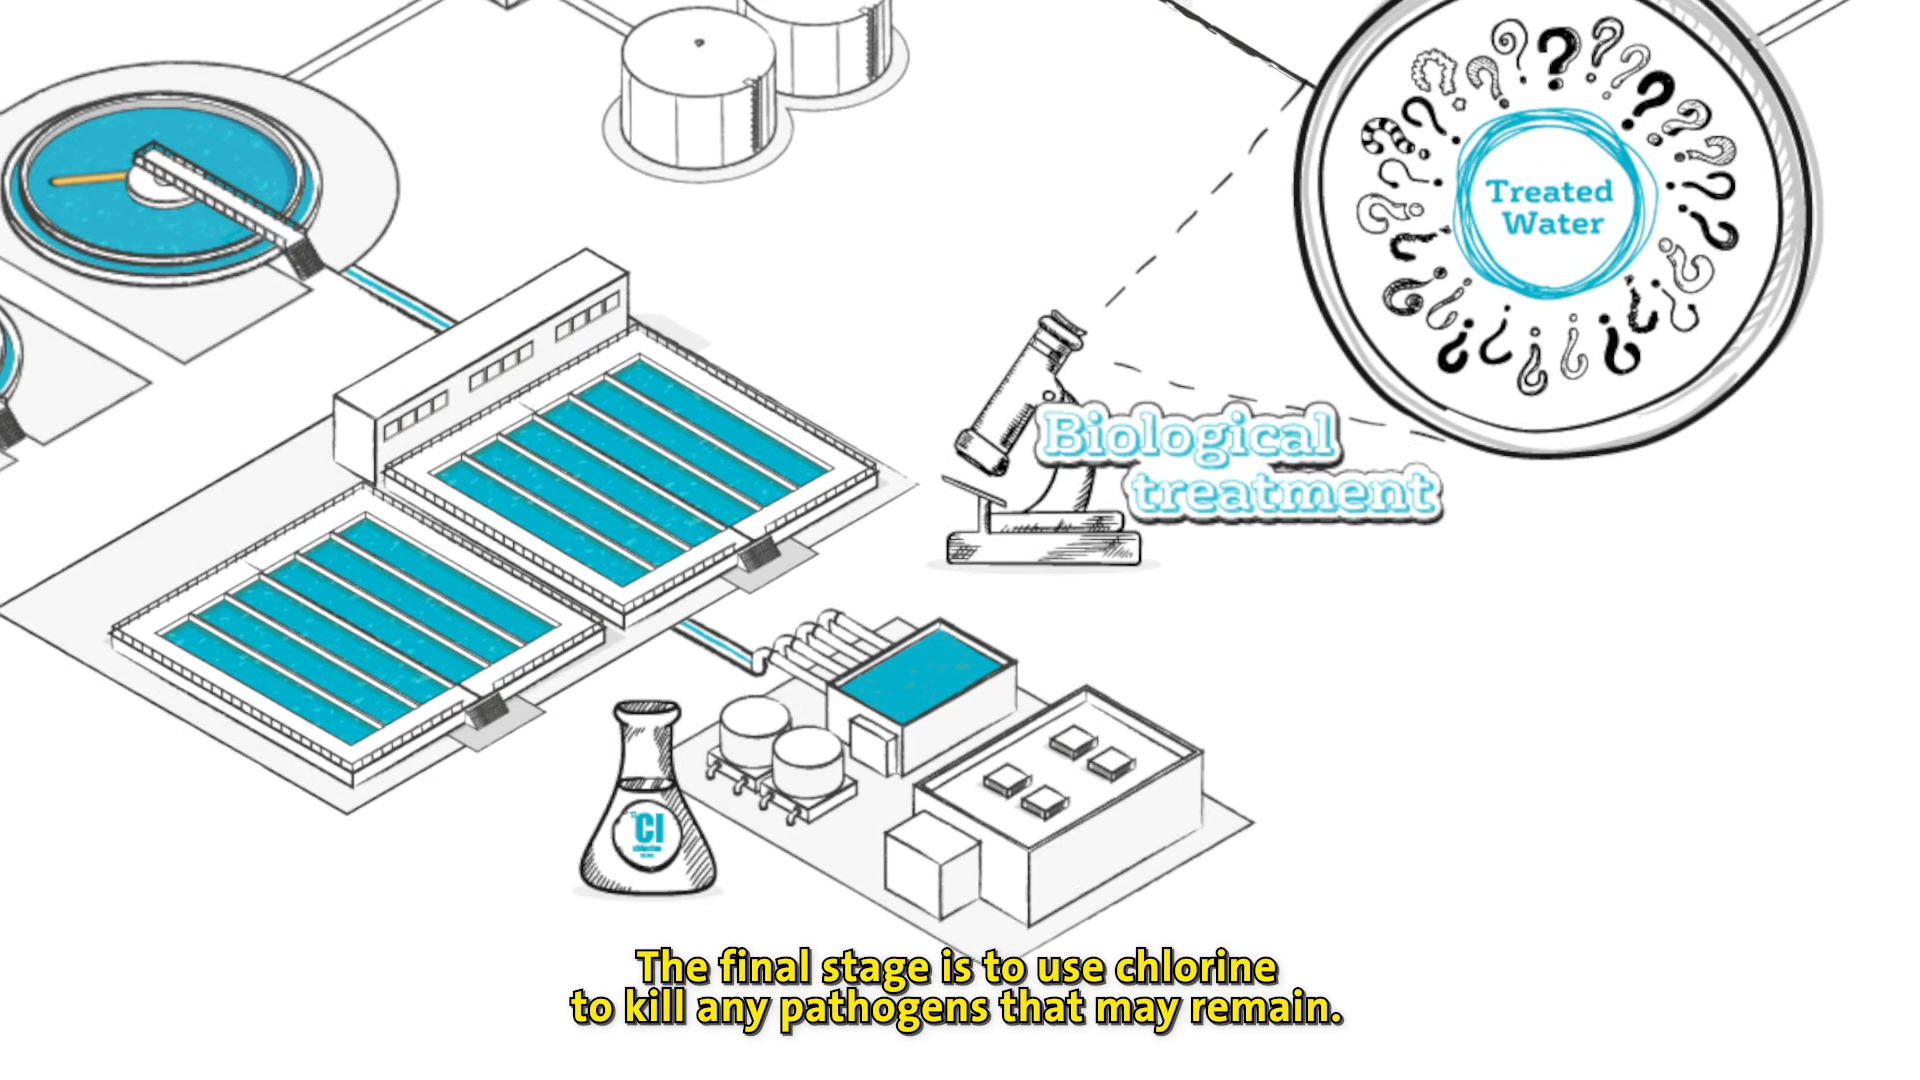 Treated
Water
Biological
treatment
Cl
chlorine
The final stage is to use chlorine
to kill any pathogens that may remain.